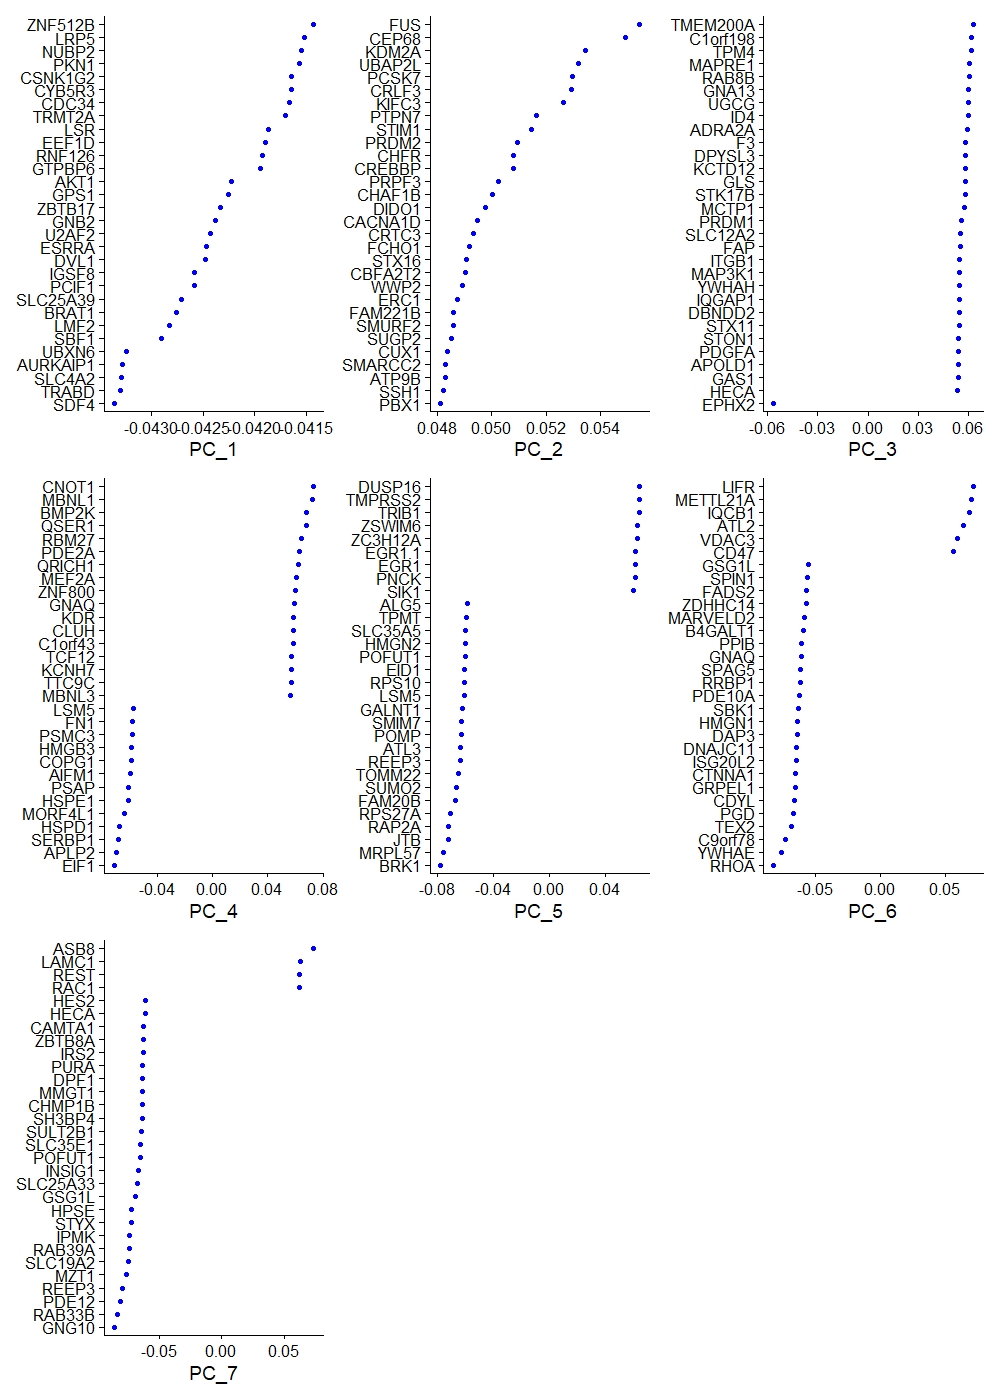 ZNF512B
LRP5
NUBP2
PKN1
CSNK1G2
CYB5R3
CDC34
TRMT2A
LSR
EEF1D
RNF126
GTPBP6
AKT1
GPS1
ZBTB17
GNB2
U2AF2
ESRRA
DVL1
IGSF8
PCIF1
SLC25A39
BRAT1
LMF2
SBF1
UBXN6
AURKAIP1
SLC4A2
TRABD
SDF4
-0.0430 -0.0425 -0.0420 -0.0415
PC_1
FUS
CEP68
KDM2A
UBAP2L
PCSK7
CRLF3
KIFC3
PTPN7
STIM1
PRDM2
CHFR
CREBBP
PRPF3
CHAF1B
DIDO1
CACNA1D
CRTC3
FCHO1
STX16
CBFA2T2
WWP2
ERC1
FAM221B
SMURF2
SUGP2
CUX1
SMARCC2
ATP9B
SSH1
PBX1
0.048 0.050 0.052 0.054
PC_2
TMEM200A
C1orf198
TPM4
MAPRE1
RAB8B
GNA13
UGCG
ID4
ADRA2A
F3
DPYSL3
KCTD12
GLS
STK17B
MCTP1
PRDM1
SLC12A2
FAP
ITGB1
MAP3K1
YWHAH
IQGAP1
DBNDD2
STX11
STON1
PDGFA
APOLD1
GAS1
HECA
EPHX2
-0.06 -0.03 0.00 0.03 0.06
PC_3
CNOT1
MBNL1
BMP2K
QSER1
RBM27
PDE2A
QRICH1
MEF2A
ZNF800
GNAQ
KDR
CLUH
C1orf43
TCF12
KCNH7
TTC9C
MBNL3
LSM5
FN1
PSMC3
HMGB3
COPG1
AIFM1
PSAP
HSPE1
MORF4L1
HSPD1
SERBP1
APLP2
EIF1
-0.04 0.00 0.04 0.08
PC_4
DUSP16
TMPRSS2
TRIB1
ZSWIM6
ZC3H12A
EGR1.1
EGR1
PNCK
SIK1
ALG5
TPMT
SLC35A5
HMGN2
POFUT1
EID1
RPS10
LSM5
GALNT1
SMIM7
POMP
ATL3
REEP3
TOMM22
SUMO2
FAM20B
RPS27A
RAP2A
JTB
MRPL57
BRK1
-0.08 -0.04 0.00 0.04
PC_5
LIFR
METTL21A
IQCB1
ATL2
VDAC3
CD47
GSG1L
SPIN1
FADS2
ZDHHC14
MARVELD2
B4GALT1
PPIB
GNAQ
SPAG5
RRBP1
PDE10A
SBK1
HMGN1
DAP3
DNAJC11
ISG20L2
CTNNA1
GRPEL1
CDYL
PGD
TEX2
C9orf78
YWHAE
RHOA
-0.05 0.00 0.05
PC_6
ASB8
LAMC1
REST
RAC1
HES2
HECA
CAMTA1
ZBTB8A
IRS2
PURA
DPF1
MMGT1
CHMP1B
SH3BP4
SULT2B1
SLC35E1
POFUT1
INSIG1
SLC25A33
GSG1L
HPSE
STYX
IPMK
RAB39A
SLC19A2
MZT1
REEP3
PDE12
RAB33B
GNG10
-0.05 0.00 0.05
PC_7